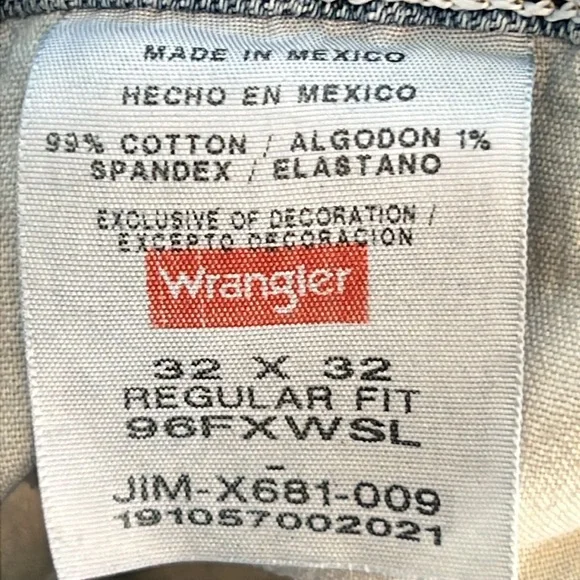 MADE IN MEXICO
HECHO EN MEXICO
99% COTTON / ALGODON 1%
SPANDEX / ELASTANO
EXCLUSIVE OF DECORATION /
EXCEPTO DECORACION
Wrangler
32 X 32
REGULAR FIT
96FXWSL
-
JIM-X681-009
191057002021